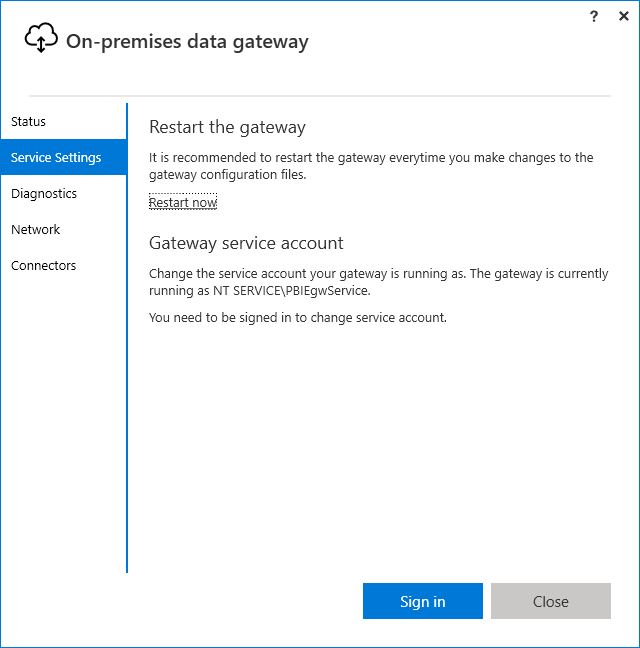 ? ×
On-premises data gateway
Status
Service Settings
Diagnostics
Network
Connectors
Restart the gateway
It is recommended to restart the gateway everytime you make changes to the
gateway configuration files.
Restart now
Gateway service account
Change the service account your gateway is running as. The gateway is currently
running as NT SERVICE\PBIEgwService.
You need to be signed in to change service account.
Sign in
Close